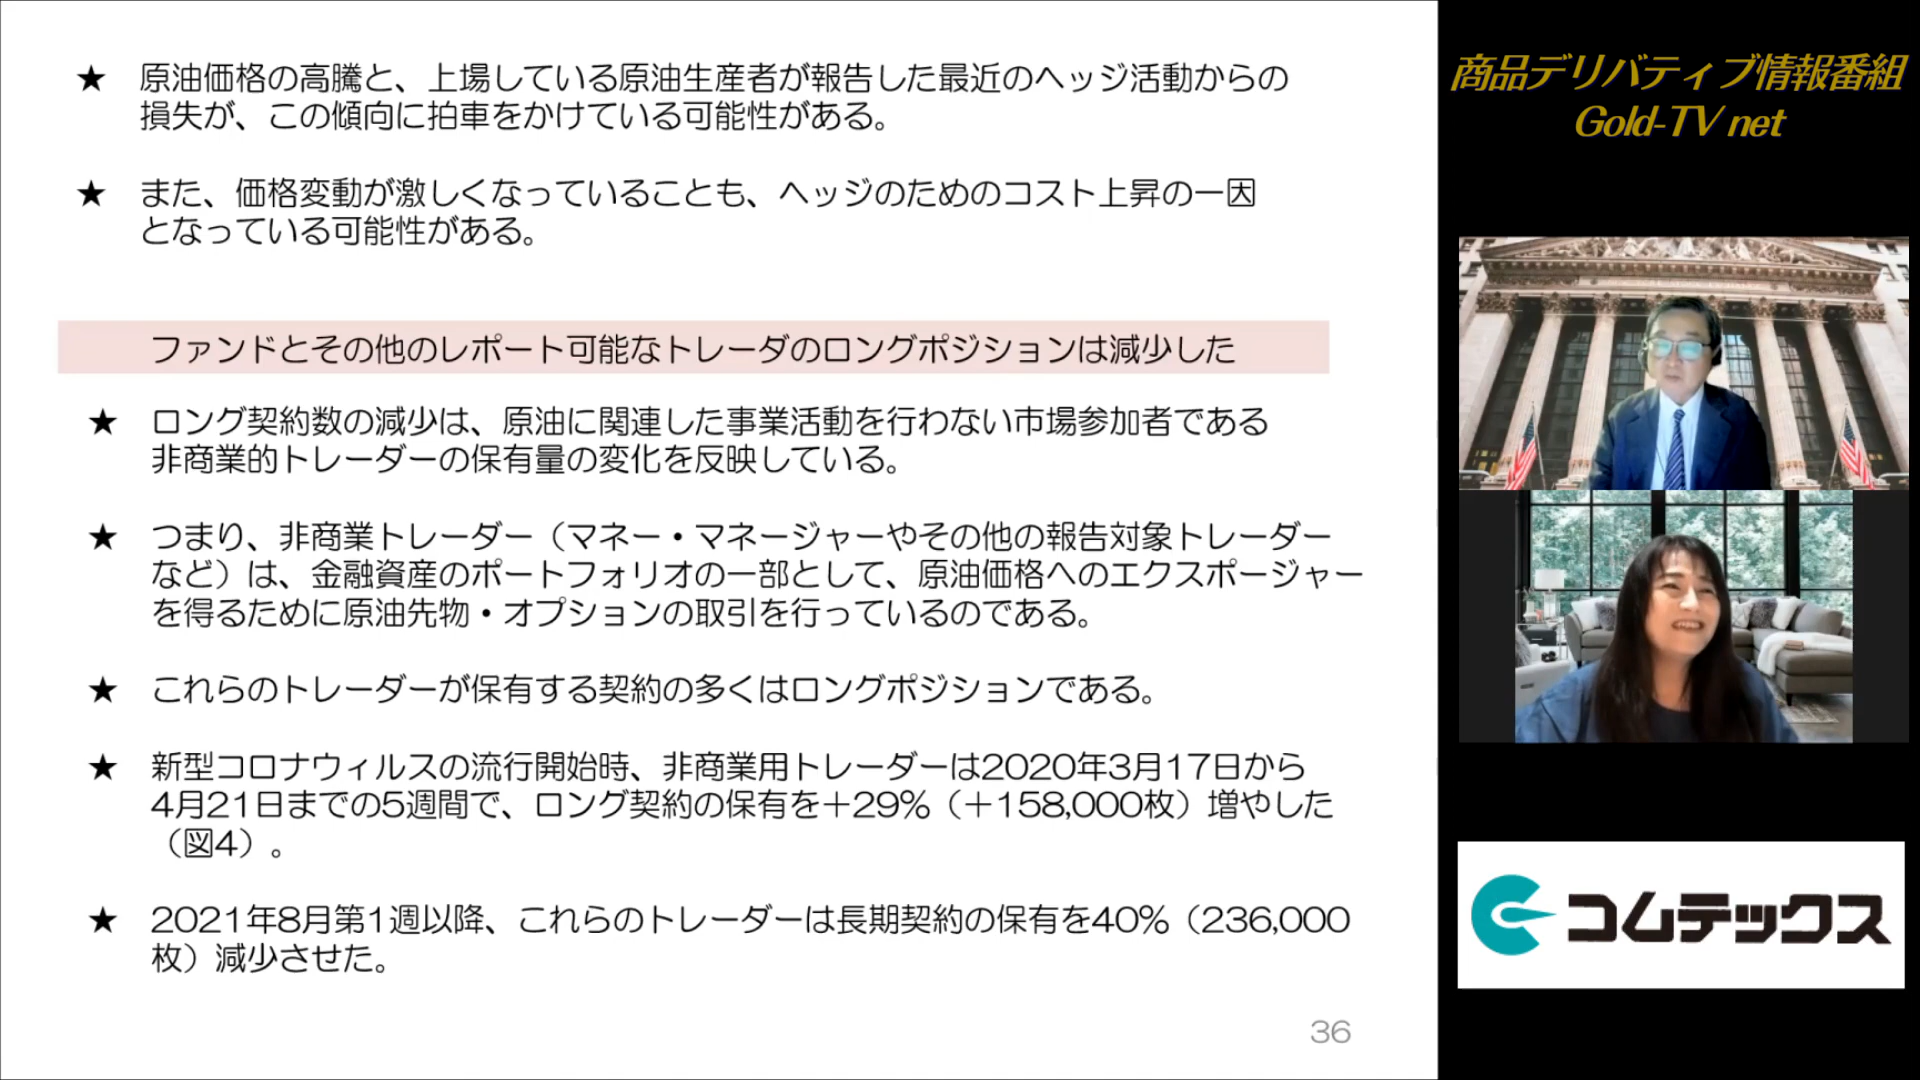 ★ 原油価格の高騰と、上場している原油生産者が報告した最近のヘッジ活動からの
損失が、この傾向に拍車をかけている可能性がある。
★ また、価格変動が激しくなっていることも、ヘッジのためのコスト上昇の一因
となっている可能性がある。
ファンドとその他のレポート可能なトレーダのロングポジションは減少した
★ ロング契約数の減少は、原油に関連した事業活動を行わない市場参加者である
非商業的トレーダーの保有量の変化を反映している。
★ つまり、非商業トレーダー（マネー・マネージャーやその他の報告対象トレーダー
など）は、金融資産のポートフォリオの一部として、原油価格へのエクスポージャー
を得るために原油先物・オプションの取引を行っているのである。
★ これらのトレーダーが保有する契約の多くはロングポジションである。
★ 新型コロナウィルスの流行開始時、非商業用トレーダーは2020年3月17日から
4月21日までの5週間で、ロング契約の保有を＋29％（＋158,000枚）増やした
（図4）。
★ 2021年8月第1週以降、これらのトレーダーは長期契約の保有を40％（236,000
枚）減少させた。
36
商品デリバティブ情報番組
Gold-TV net
コムテックス